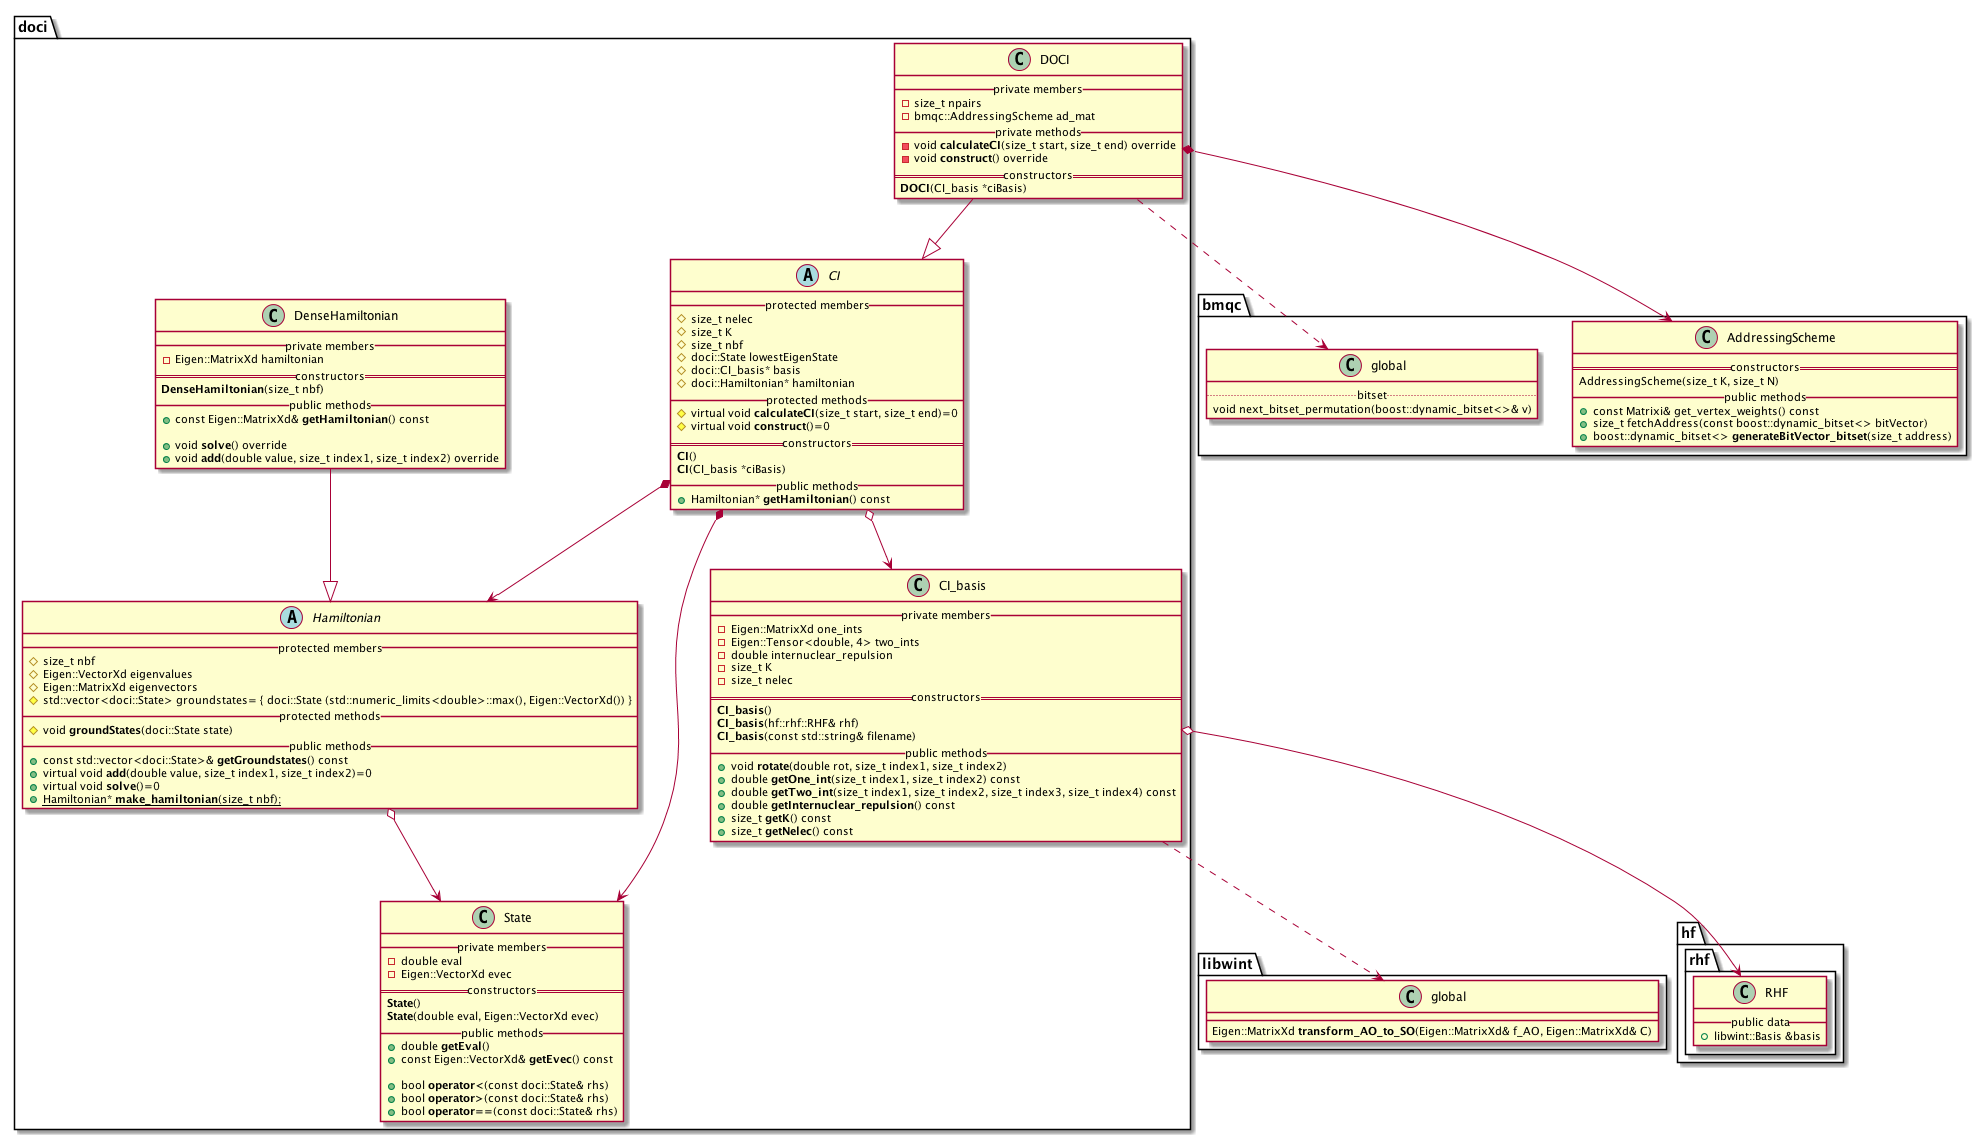 doci
C DOCI
private members
size_t npairs
bmqc::AddressingScheme ad_mat
private methods
void calculateCI(size_t start, size_t end) override
void construct() override
constructors
DOCI(CI_basis *ciBasis)
A CI
protected members
size_t nelec
size_t K
size_t nbf
doci::State lowestEigenState
doci::CI_basis* basis
doci::Hamiltonian* hamiltonian
protected methods
virtual void calculateCI(size_t start, size_t end)=0
virtual void construct()=0
constructors
CI()
CI(CI_basis *ciBasis)
public methods
Hamiltonian* getHamiltonian() const
C DenseHamiltonian
private members
Eigen::MatrixXd hamiltonian
constructors
DenseHamiltonian(size_t nbf)
public methods
const Eigen::MatrixXd& getHamiltonian() const
void solve() override
void add(double value, size_t index1, size_t index2) override
bmqc
C global
bitset
void next_bitset_permutation(boost::dynamic_bitset<>& v)
C AddressingScheme
constructors
AddressingScheme(size_t K, size_t N)
public methods
const Matrixi& get_vertex_weights() const
size_t fetchAddress(const boost::dynamic_bitset<> bitVector)
boost::dynamic_bitset<> generateBitVector_bitset(size_t address)
A Hamiltonian
protected members
size_t nbf
Eigen::VectorXd eigenvalues
Eigen::MatrixXd eigenvectors
std::vector<doci::State> groundstates= { doci::State (std::numeric_limits<double>::max(), Eigen::VectorXd()) }
protected methods
void groundStates(doci::State state)
public methods
const std::vector<doci::State>& getGroundstates() const
virtual void add(double value, size_t index1, size_t index2)=0
virtual void solve()=0
Hamiltonian* make_hamiltonian(size_t nbf);
C CI_basis
private members
Eigen::MatrixXd one_ints
Eigen::Tensor<double, 4> two_ints
double internuclear_repulsion
size_t K
size_t nelec
constructors
CI_basis()
CI_basis(hf::rhf::RHF& rhf)
CI_basis(const std::string& filename)
public methods
void rotate(double rot, size_t index1, size_t index2)
double getOne_int(size_t index1, size_t index2) const
double getTwo_int(size_t index1, size_t index2, size_t index3, size_t index4) const
double getInternuclear_repulsion() const
size_t getK() const
size_t getNelec() const
C State
private members
double eval
Eigen::VectorXd evec
constructors
State()
State(double eval, Eigen::VectorXd evec)
public methods
double getEval()
const Eigen::VectorXd& getEvec() const
bool operator<(const doci::State& rhs)
bool operator>(const doci::State& rhs)
bool operator==(const doci::State& rhs)
libwint
C global
Eigen::MatrixXd transform_AO_to_SO(Eigen::MatrixXd& f_AO, Eigen::MatrixXd& C)
hf
rhf
C RHF
public data
libwint::Basis &basis